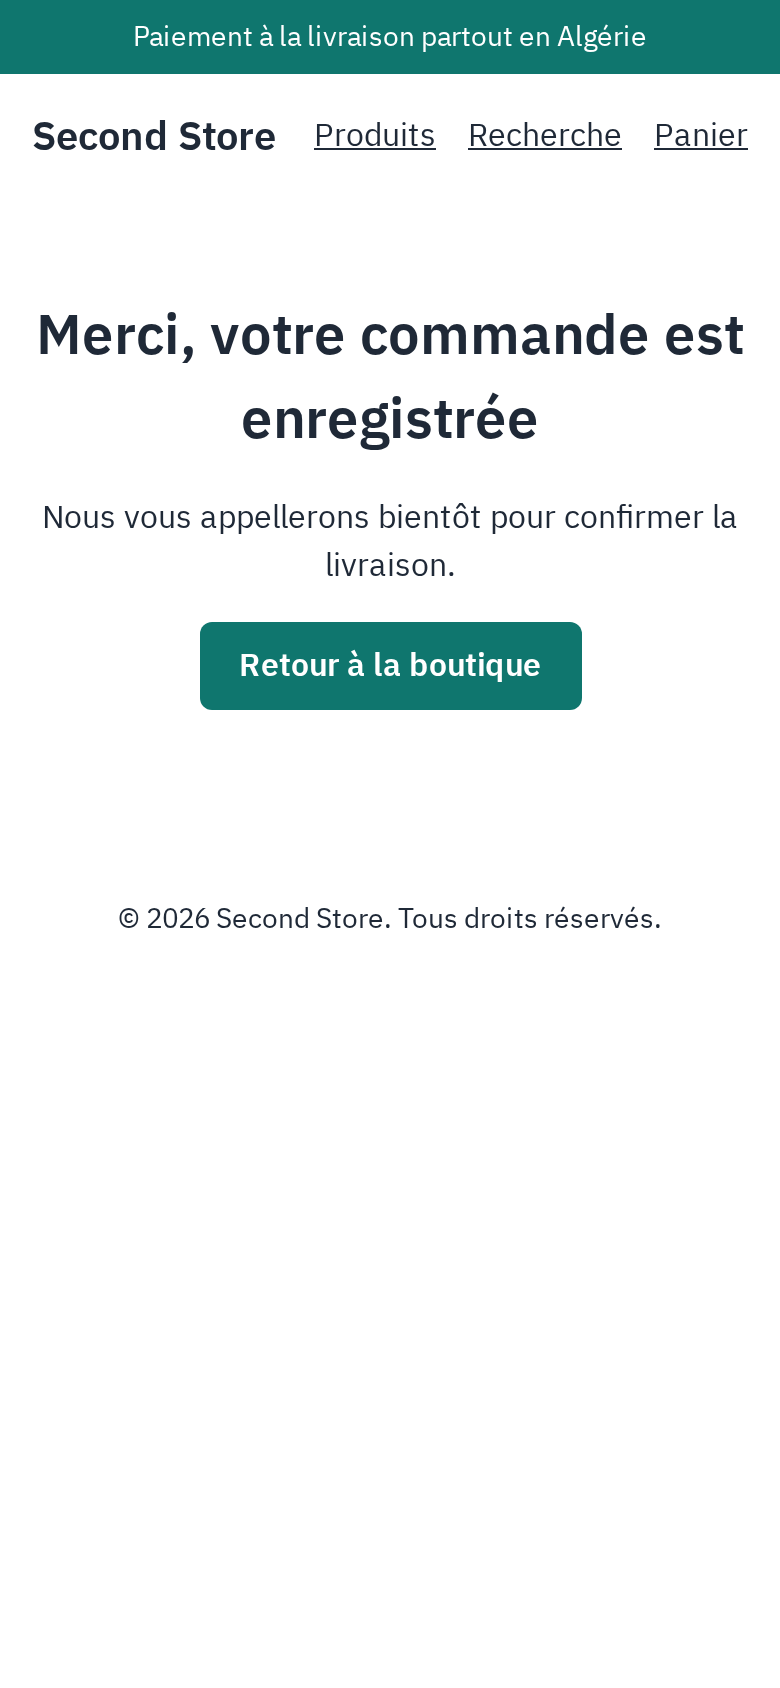 Paiement à la livraison partout en Algérie
Second Store Produits Recherche Panier
Merci, votre commande est
enregistrée
Nous vous appellerons bientôt pour confirmer la
livraison.
Retour à la boutique
© 2026 Second Store. Tous droits réservés.